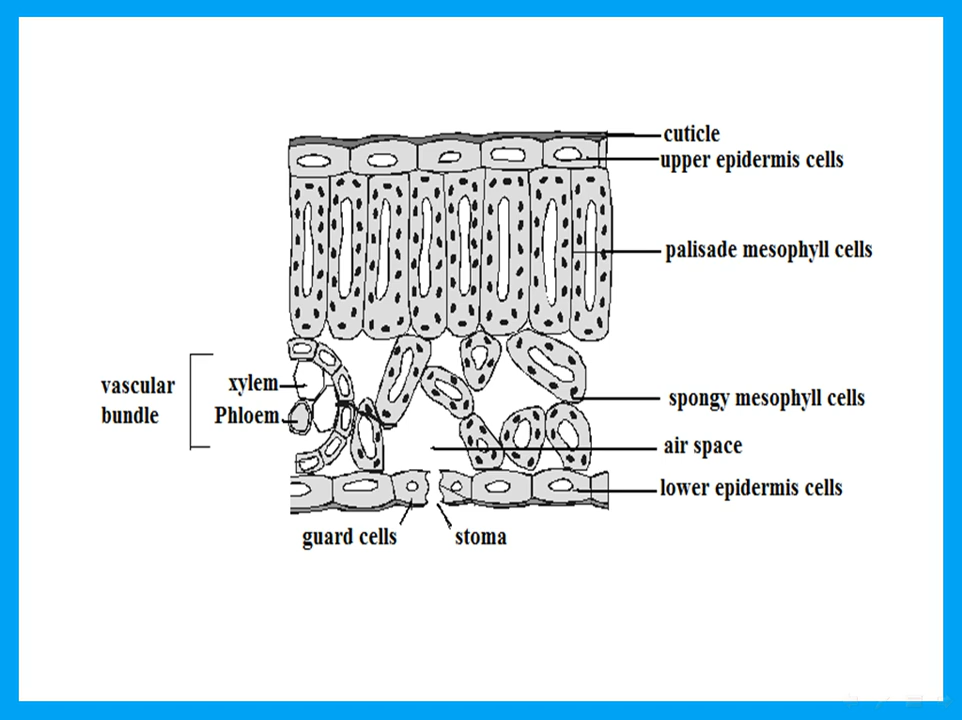 cuticle
upper epidermis cells
palisade mesophyll cells
vascular
bundle
xylem
Phloem
spongy mesophyll cells
air space
lower epidermis cells
guard cells
stoma